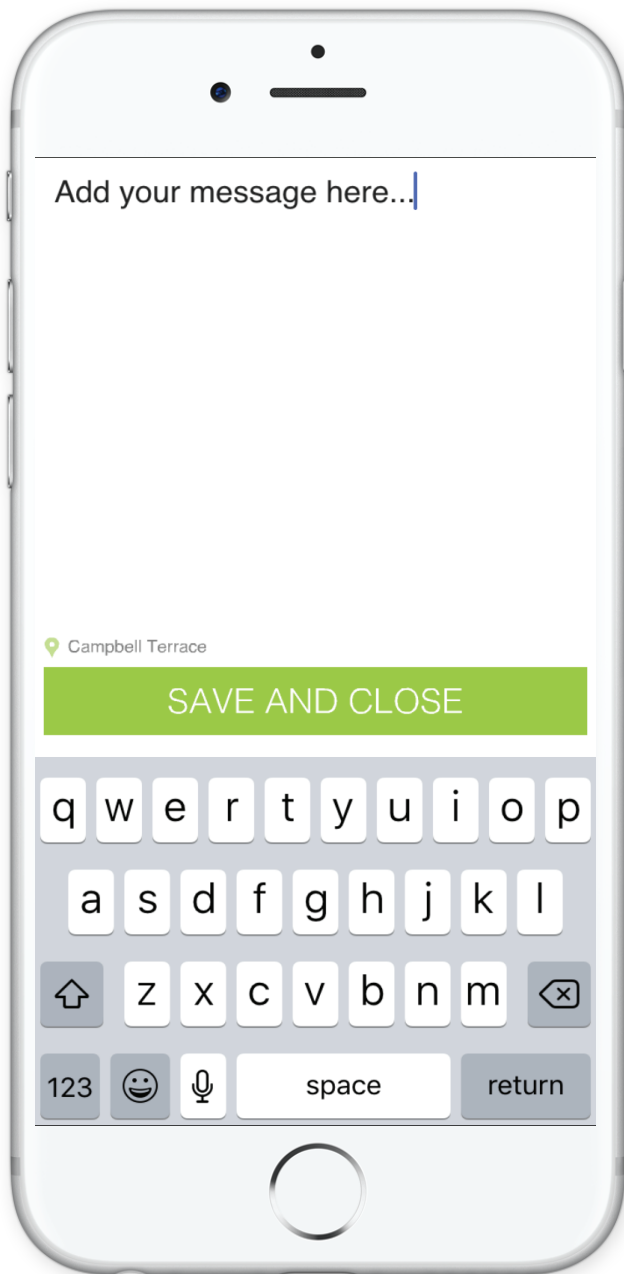 Add your message here...
Campbell Terrace
SAVE AND CLOSE
q w e r t y u i o p
a s d f g h j k l
z x c v b n m
123 space return